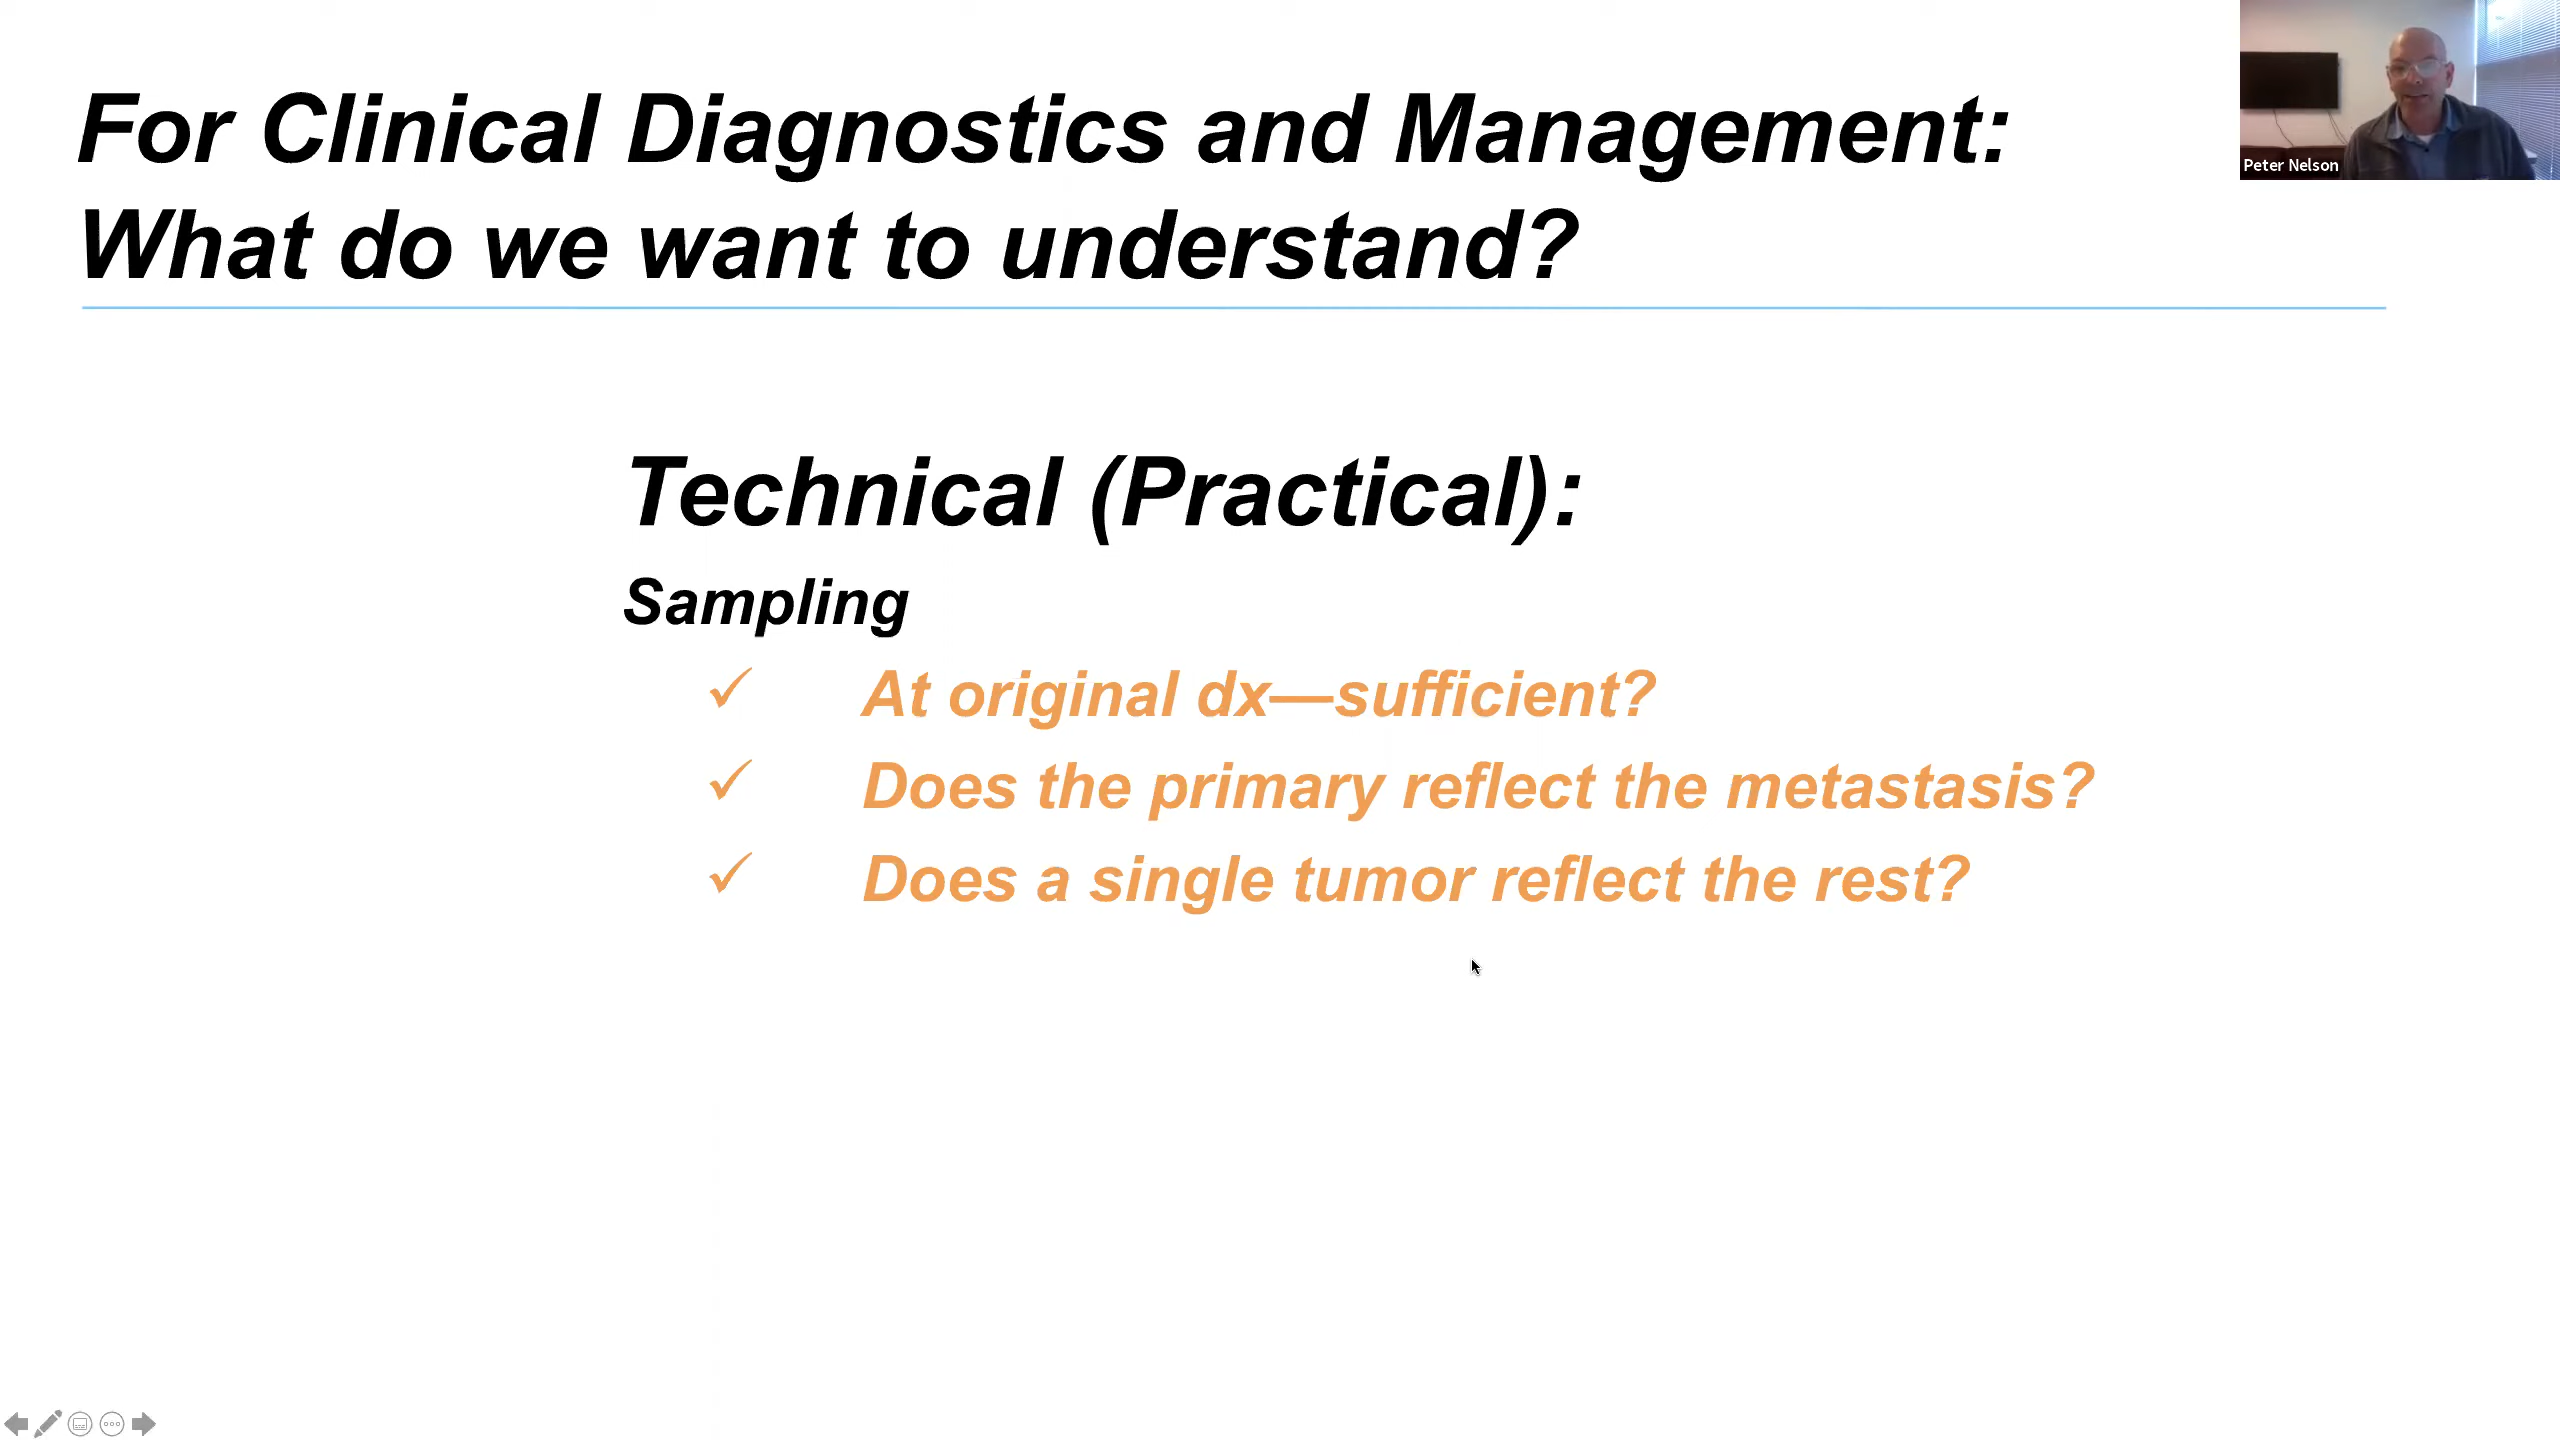 For Clinical Diagnostics and Management:
What do we want to understand?
Peter Nelson
Technical (Practical):
Sampling
✓ At original dx—sufficient?
✓ Does the primary reflect the metastasis?
✓ Does a single tumor reflect the rest?